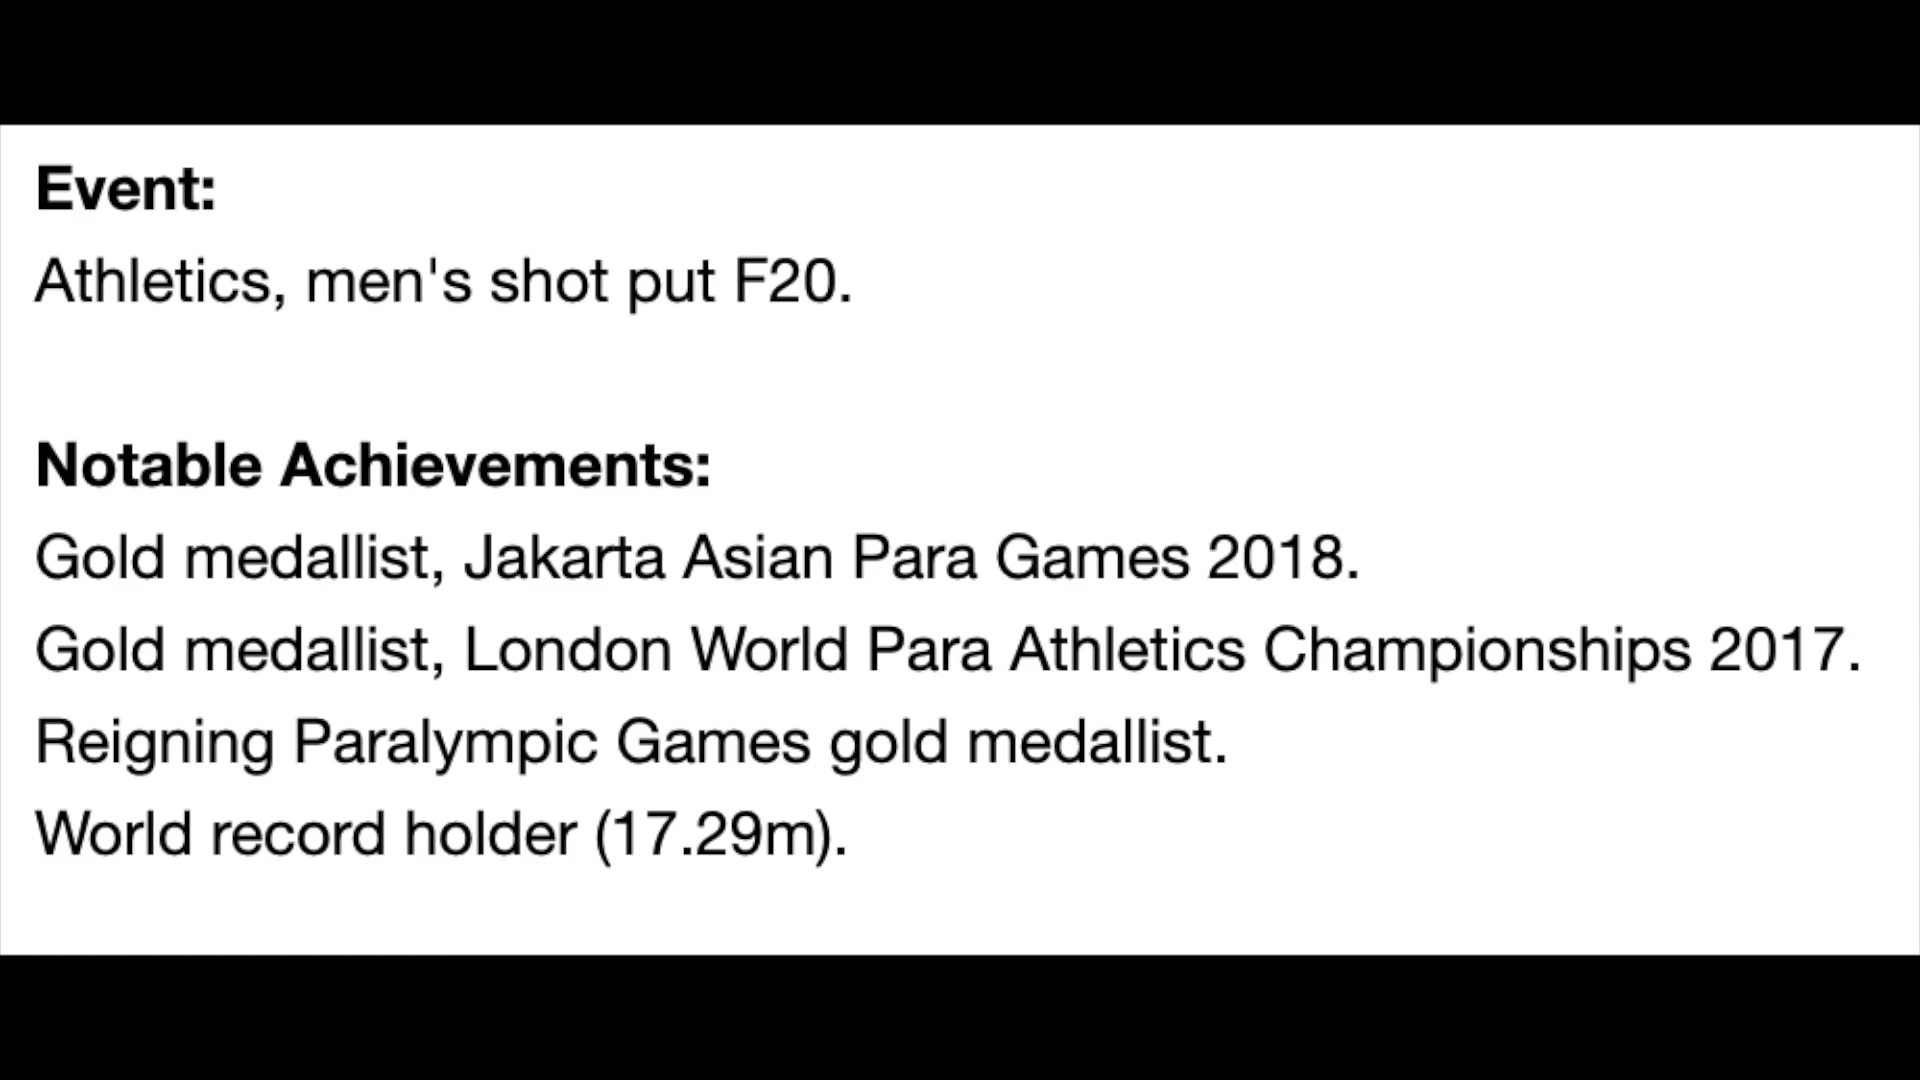 Event:
Athletics, men's shot put F20.
Notable Achievements:
Gold medallist, Jakarta Asian Para Games 2018.
Gold medallist, London World Para Athletics Championships 2017.
Reigning Paralympic Games gold medallist.
World record holder (17.29m).